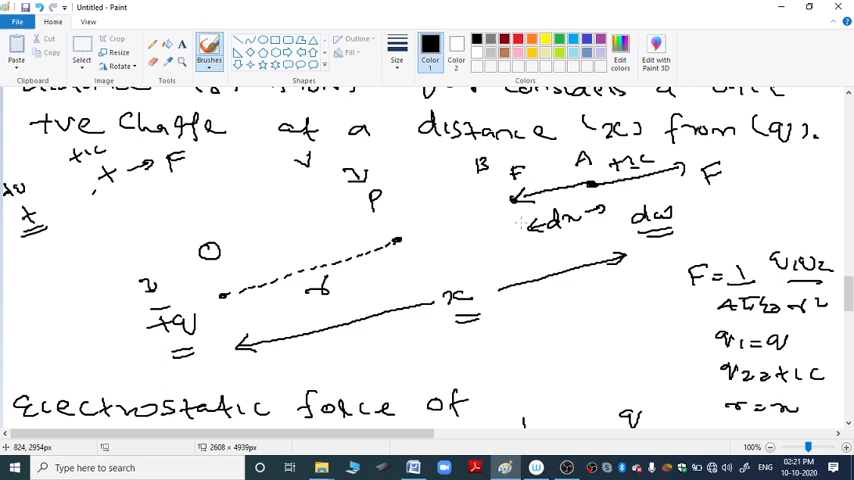 Untitled - Paint
File Home View
Paste
Cut
Copy
Clipboard
Select
Crop
Resize
Rotate
Image
Tools
Brushes
Shapes
Outline
Fill
Size
Color 1
Color 2
Colors
Edit colors
Edit with Paint 3D
+ve charge at a distance (x) from (q).
+1C
+ → F
P
B F A +1C F
dx dw
O
r
x
+q
F = 1 q1q2
4πε0 r2
q1 = q
q2 = +1C
r = x
Electrostatic force of
1 q
824, 2954px
2608 × 4939px
100%
Type here to search
ENG
02:21 PM
10-10-2020